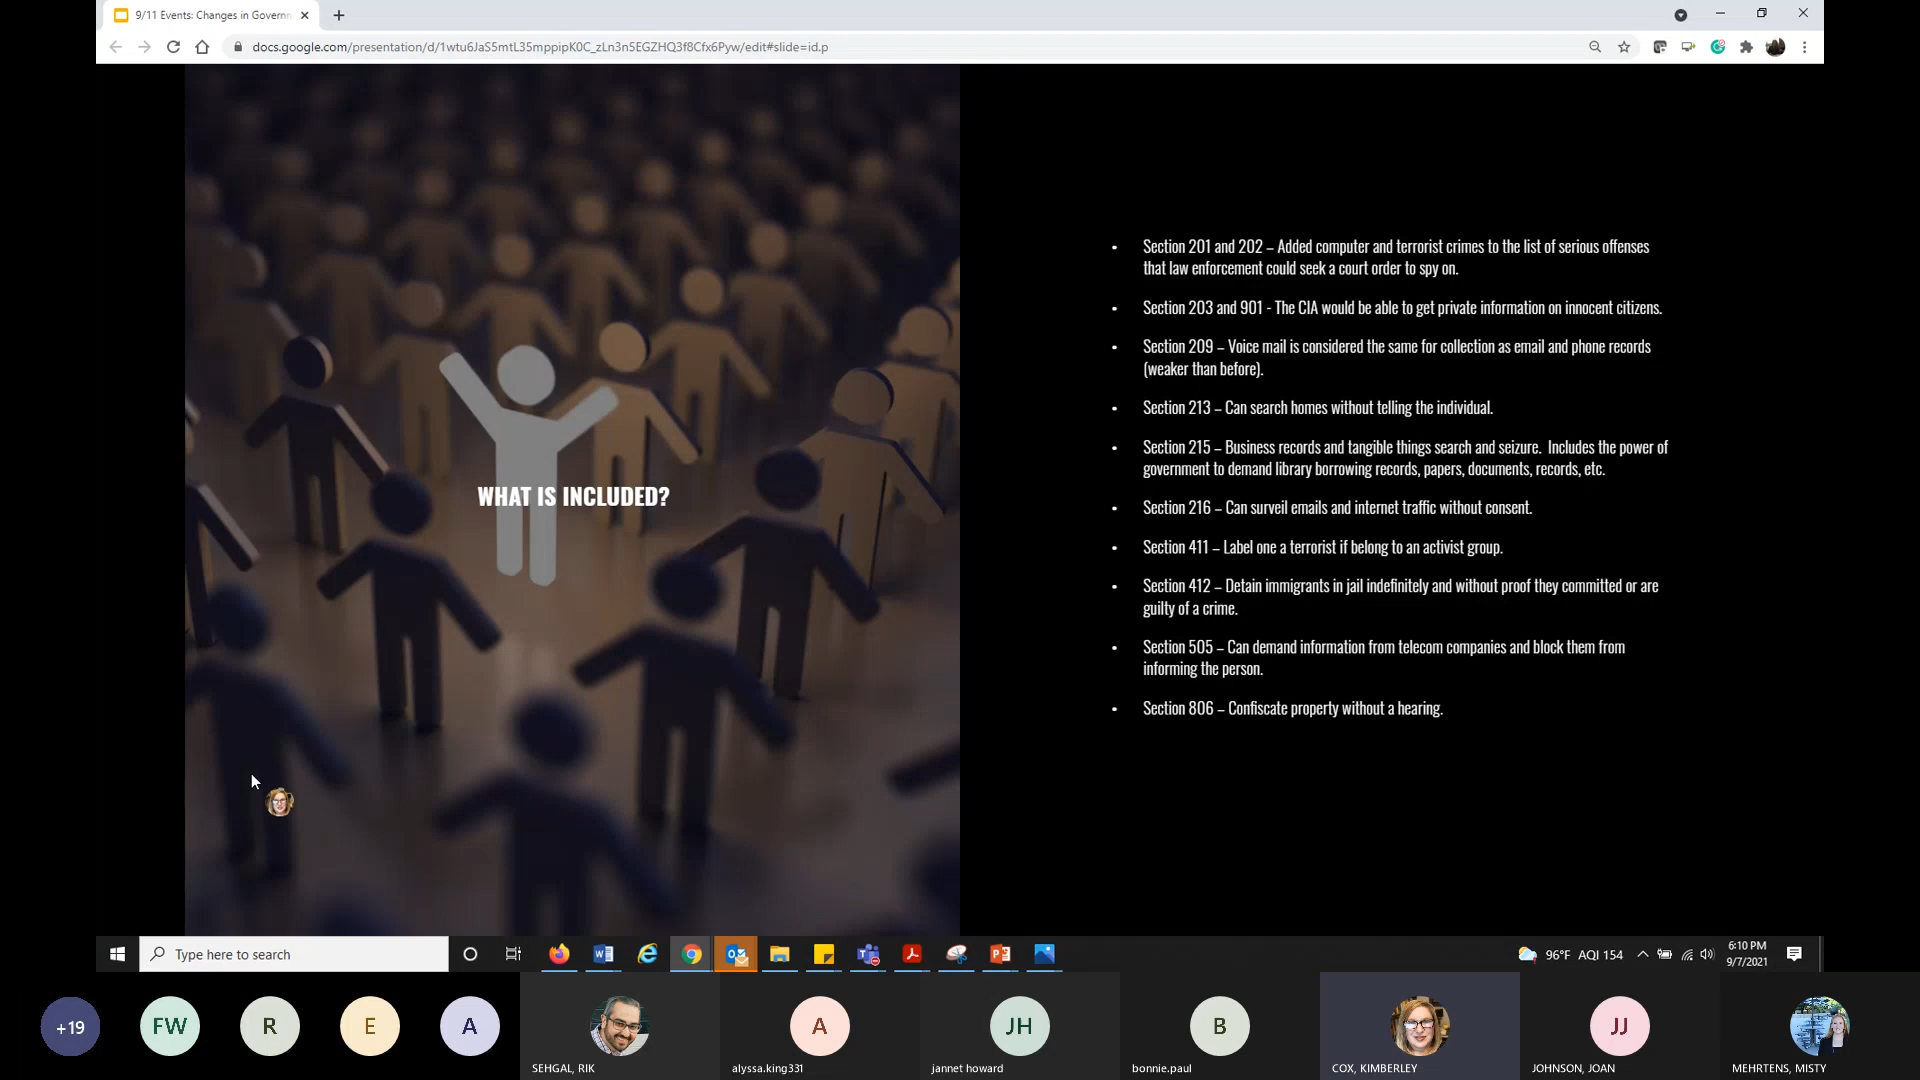 9/11 Events: Changes in Governm
docs.google.com/presentation/d/1wtu6JaS5mtL35mppipK0C_zLn3n5EGZHQ3f8Cfx6Pyw/edit#slide=id.p
WHAT IS INCLUDED?
• Section 201 and 202 – Added computer and terrorist crimes to the list of serious offenses
that law enforcement could seek a court order to spy on.
• Section 203 and 901 - The CIA would be able to get private information on innocent citizens.
• Section 209 – Voice mail is considered the same for collection as email and phone records
(weaker than before).
• Section 213 – Can search homes without telling the individual.
• Section 215 – Business records and tangible things search and seizure. Includes the power of
government to demand library borrowing records, papers, documents, records, etc.
• Section 216 – Can surveil emails and internet traffic without consent.
• Section 411 – Label one a terrorist if belong to an activist group.
• Section 412 – Detain immigrants in jail indefinitely and without proof they committed or are
guilty of a crime.
• Section 505 – Can demand information from telecom companies and block them from
informing the person.
• Section 806 – Confiscate property without a hearing.
Type here to search
96°F AQI 154
6:10 PM
9/7/2021
+19
FW
R
E
A
A
JH
B
JJ
SEHGAL, RIK
alyssa.king331
jannet howard
bonnie.paul
COX, KIMBERLEY
JOHNSON, JOAN
MEHRTENS, MISTY